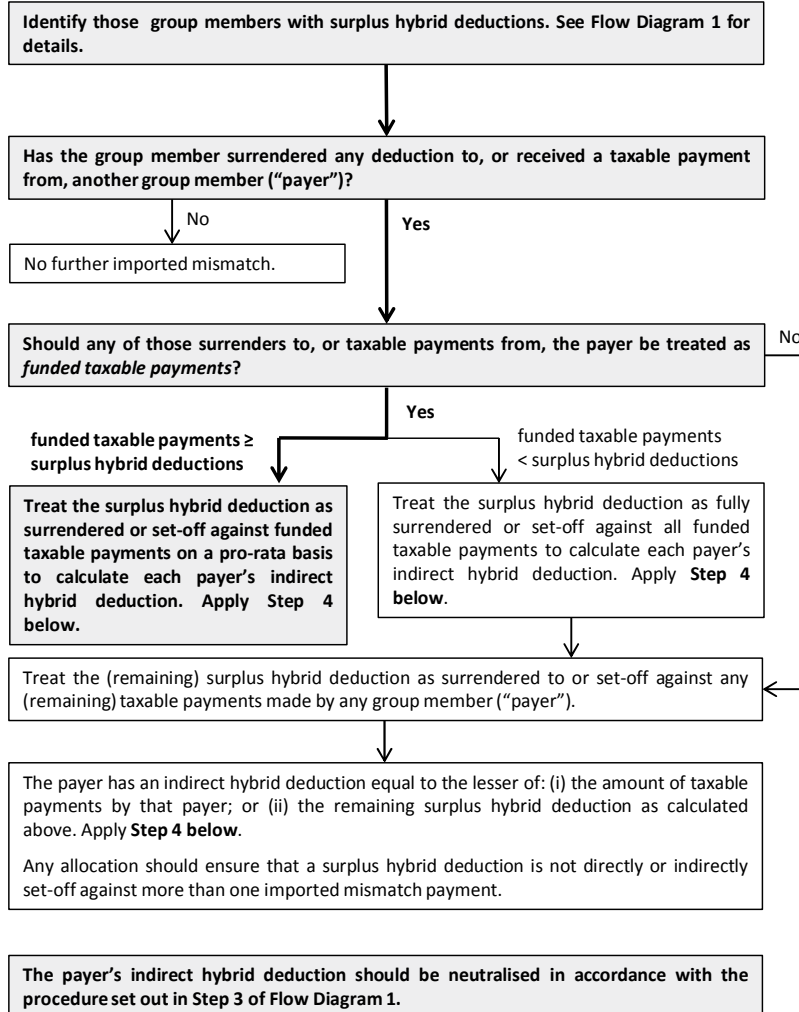 Identify those group members with surplus hybrid deductions. See Flow Diagram 1 for
details.
Has the group member surrendered any deduction to, or received a taxable payment
from, another group member (“payer”)?
No
Yes
No further imported mismatch.
Should any of those surrenders to, or taxable payments from, the payer be treated as
funded taxable payments?
No
Yes
funded taxable payments ≥
surplus hybrid deductions
funded taxable payments
< surplus hybrid deductions
Treat the surplus hybrid deduction as
surrendered or set-off against funded
taxable payments on a pro-rata basis
to calculate each payer’s indirect
hybrid deduction. Apply Step 4
below.
Treat the surplus hybrid deduction as fully
surrendered or set-off against all funded
taxable payments to calculate each payer’s
indirect hybrid deduction. Apply Step 4
below.
Treat the (remaining) surplus hybrid deduction as surrendered to or set-off against any
(remaining) taxable payments made by any group member (“payer”).
The payer has an indirect hybrid deduction equal to the lesser of: (i) the amount of taxable
payments by that payer; or (ii) the remaining surplus hybrid deduction as calculated
above. Apply Step 4 below.
Any allocation should ensure that a surplus hybrid deduction is not directly or indirectly
set-off against more than one imported mismatch payment.
The payer’s indirect hybrid deduction should be neutralised in accordance with the
procedure set out in Step 3 of Flow Diagram 1.